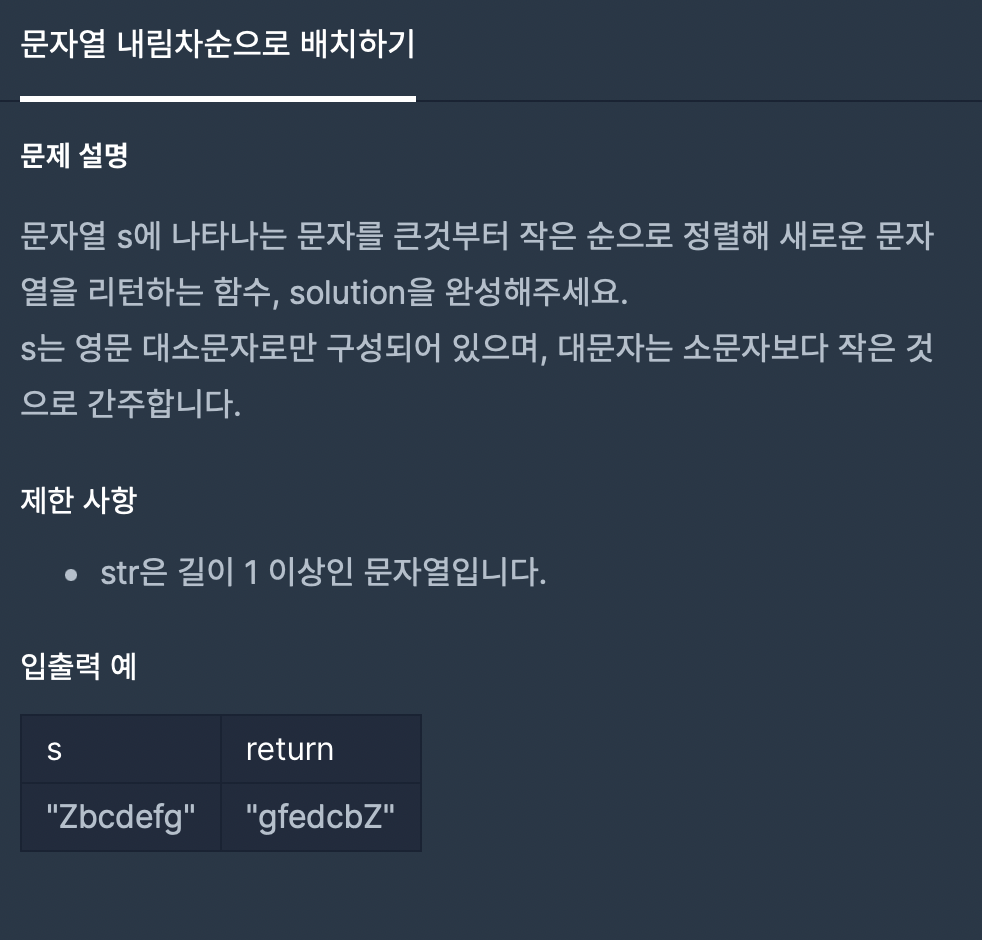 문자열 내림차순으로 배치하기
문제 설명
문자열 s에 나타나는 문자를 큰것부터 작은 순으로 정렬해 새로운 문자
열을 리턴하는 함수, solution을 완성해주세요.
s는 영문 대소문자로만 구성되어 있으며, 대문자는 소문자보다 작은 것
으로 간주합니다.
제한 사항
• str은 길이 1 이상인 문자열입니다.
입출력 예
s return
"Zbcdefg" "gfedcbZ"